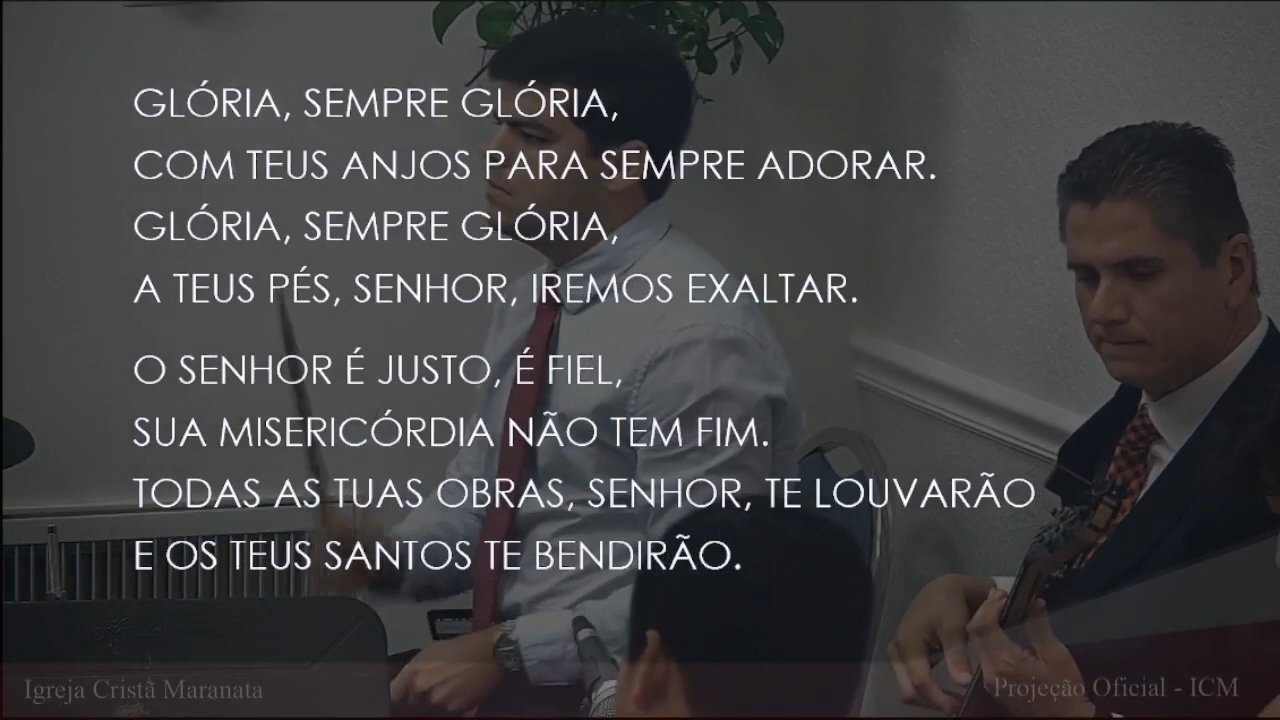 GLÓRIA, SEMPRE GLÓRIA,
COM TEUS ANJOS PARA SEMPRE ADORAR.
GLÓRIA, SEMPRE GLÓRIA,
A TEUS PÉS, SENHOR, IREMOS EXALTAR.
O SENHOR É JUSTO, É FIEL,
SUA MISERICÓRDIA NÃO TEM FIM.
TODAS AS TUAS OBRAS, SENHOR, TE LOUVARÃO
E OS TEUS SANTOS TE BENDIRÃO.
Igreja Cristã Maranata
Projeção Oficial - ICM